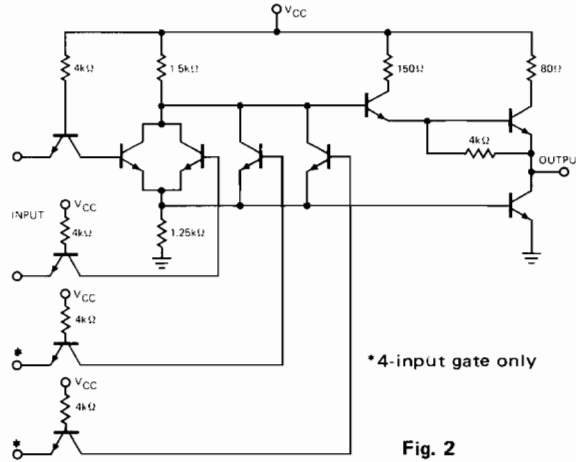 VCC
4kΩ
1.5kΩ
150Ω
80Ω
4kΩ
OUTPUT
INPUT
VCC
4kΩ
1.25kΩ
VCC
4kΩ
*
*4-input gate only
VCC
4kΩ
*
Fig. 2